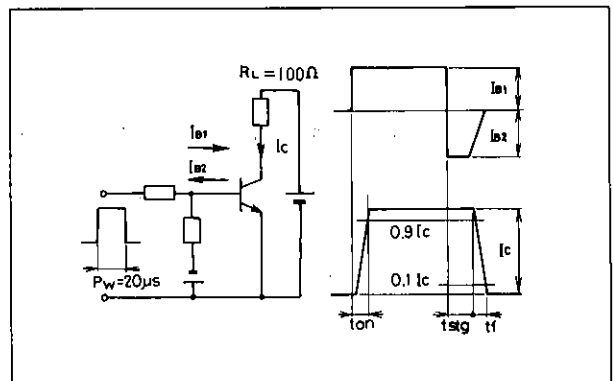 RL=100Ω
IB1
IB2
Ic
PW=20μs
IB1
IB2
0.9 Ic
Ic
0.1 Ic
ton
tstg
tf